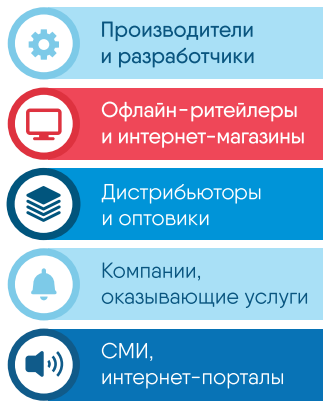 Производители
и разработчики
Офлайн-ритейлеры
и интернет-магазины
Дистрибьюторы
и оптовики
Компании,
оказывающие услуги
СМИ,
интернет-порталы